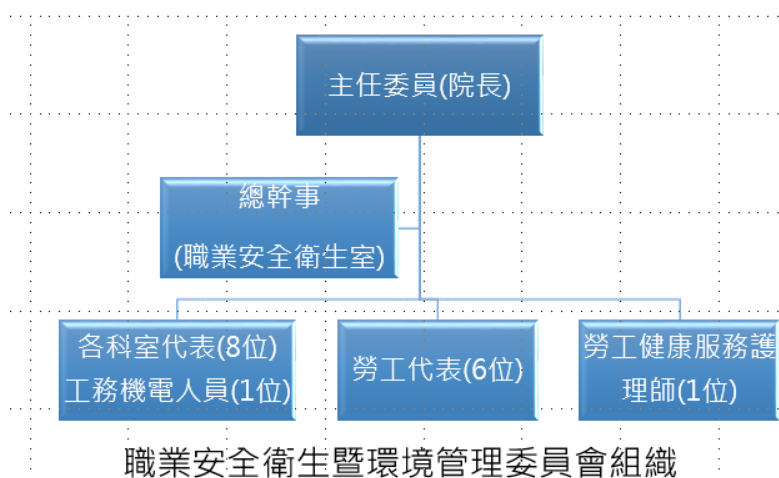 主任委員(院長)
總幹事
(職業安全衛生室)
各科室代表(8位)
工務機電人員(1位)
勞工代表(6位)
勞工健康服務護
理師(1位)
職業安全衛生暨環境管理委員會組織